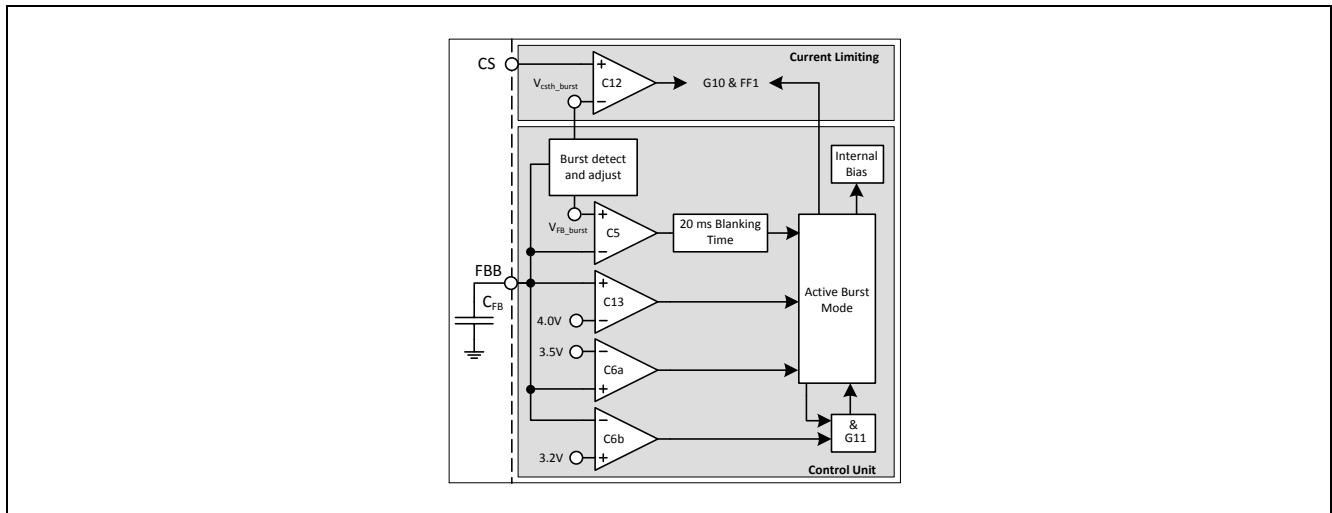 Current Limiting
CS
+
C12
−
V_csth_burst
G10 & FF1
Burst detect
and adjust
Internal
Bias
V_FB_burst
+
C5
−
20 ms Blanking
Time
FBB
C_FB
+
C13
−
4.0V
Active Burst
Mode
3.5V
−
C6a
+
−
C6b
+
3.2V
&
G11
Control Unit